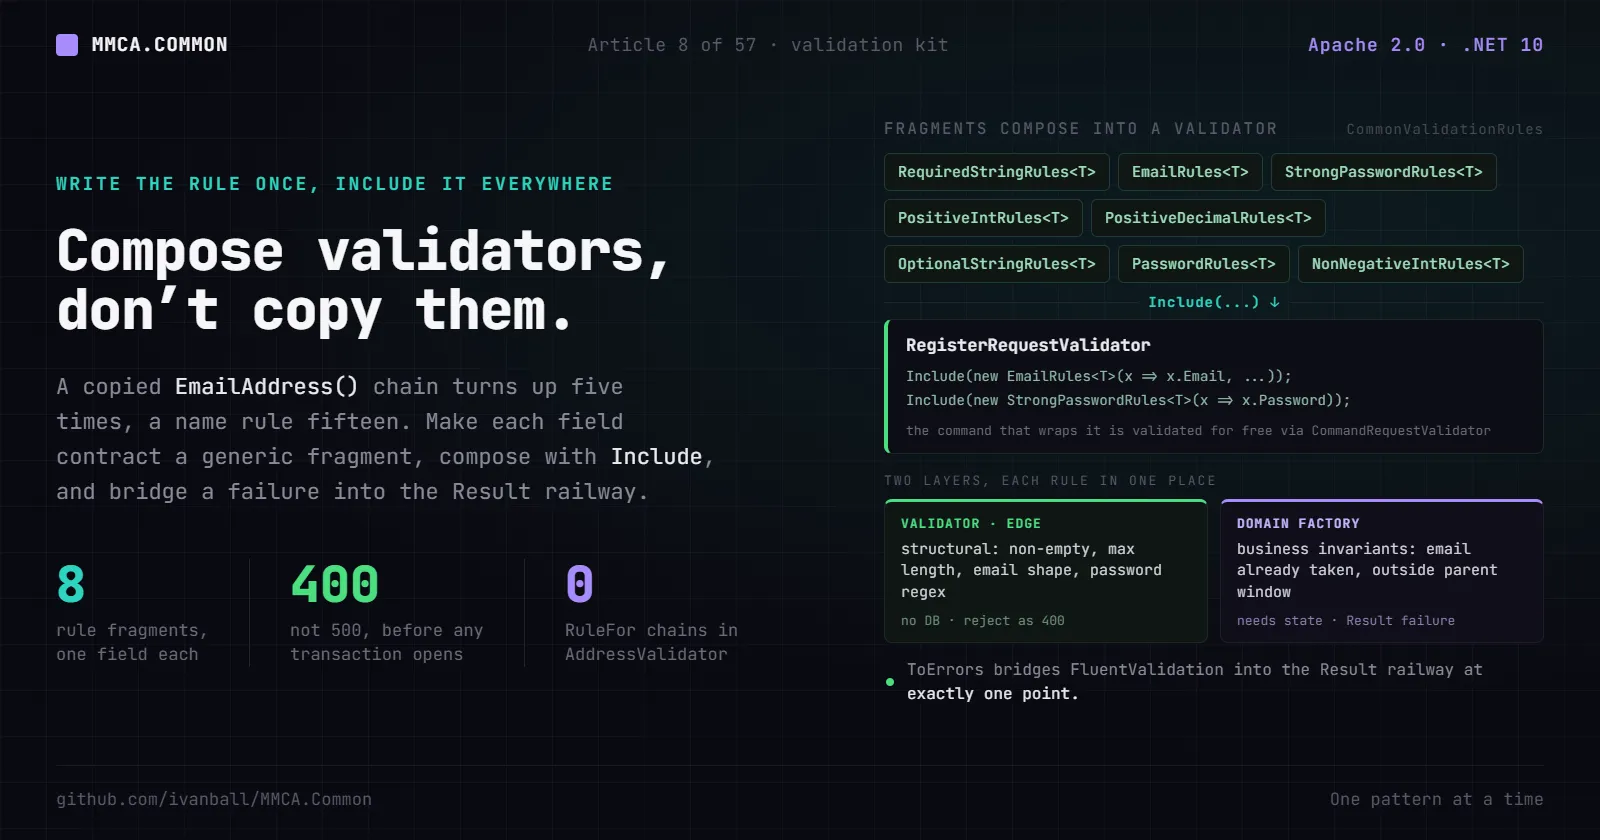 MMCA.COMMON
Article 8 of 57 · validation kit
Apache 2.0 · .NET 10
WRITE THE RULE ONCE, INCLUDE IT EVERYWHERE
Compose validators,
don’t copy them.
A copied EmailAddress() chain turns up five
times, a name rule fifteen. Make each field
contract a generic fragment, compose with Include,
and bridge a failure into the Result railway.
8
rule fragments,
one field each
400
not 500, before any
transaction opens
0
RuleFor chains in
AddressValidator
FRAGMENTS COMPOSE INTO A VALIDATOR
CommonValidationRules
RequiredStringRules<T>
EmailRules<T>
StrongPasswordRules<T>
PositiveIntRules<T>
PositiveDecimalRules<T>
OptionalStringRules<T>
PasswordRules<T>
NonNegativeIntRules<T>
Include(...) ↓
RegisterRequestValidator
Include(new EmailRules<T>(x => x.Email, ...));
Include(new StrongPasswordRules<T>(x => x.Password));
the command that wraps it is validated for free via CommandRequestValidator
TWO LAYERS, EACH RULE IN ONE PLACE
VALIDATOR · EDGE
structural: non-empty, max
length, email shape, password
regex
no DB · reject as 400
DOMAIN FACTORY
business invariants: email
already taken, outside parent
window
needs state · Result failure
ToErrors bridges FluentValidation into the Result railway at
exactly one point.
github.com/ivanball/MMCA.Common
One pattern at a time